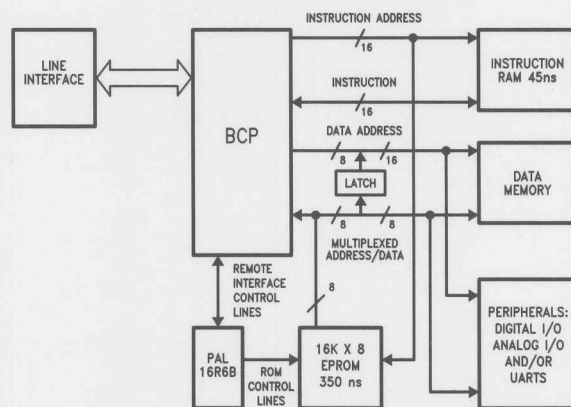 INSTRUCTION ADDRESS
16
LINE
INTERFACE
BCP
INSTRUCTION
RAM 45ns
INSTRUCTION
16
DATA ADDRESS
8
16
LATCH
DATA
MEMORY
8
8
MULTIPLEXED
ADDRESS/DATA
REMOTE
INTERFACE
CONTROL
LINES
8
PERIPHERALS:
DIGITAL I/O
ANALOG I/O
AND/OR
UARTS
PAL
16R6B
ROM
CONTROL
LINES
16K X 8
EPROM
350 ns